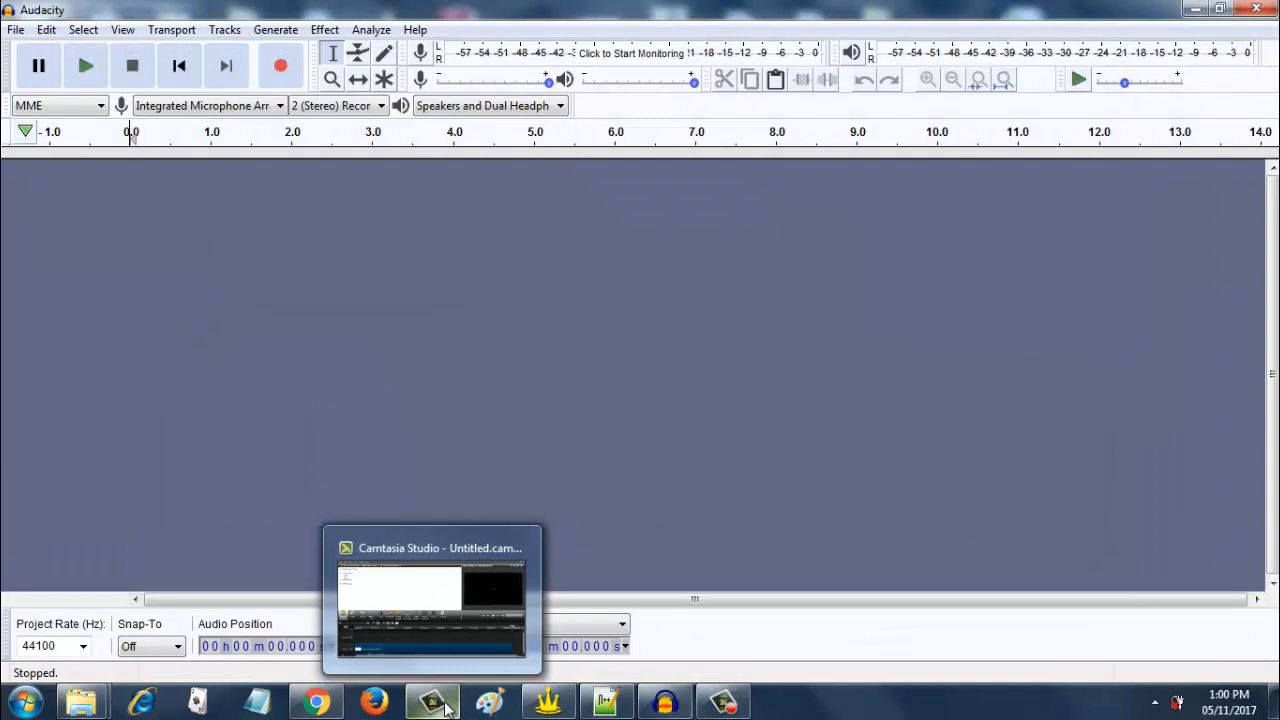 Audacity
File Edit Select View Transport Tracks Generate Effect Analyze Help
L R -57 -54 -51 -48 -45 -42 -3 Click to Start Monitoring !1 -18 -15 -12 -9 -6 -3 0 L R -57 -54 -51 -48 -45 -42 -39 -36 -33 -30 -27 -24 -21 -18 -15 -12 -9 -6 -3 0
- + - + - +
MME Integrated Microphone Arr 2 (Stereo) Recor Speakers and Dual Headph
- 1.0 0.0 1.0 2.0 3.0 4.0 5.0 6.0 7.0 8.0 9.0 10.0 11.0 12.0 13.0 14.0
Camtasia Studio - Untitled.cam...
Project Rate (Hz): Snap-To Audio Position
44100 Off 00 h 00 m 00.000 s m 00.000 s
Stopped.
N++
1:00 PM
05/11/2017